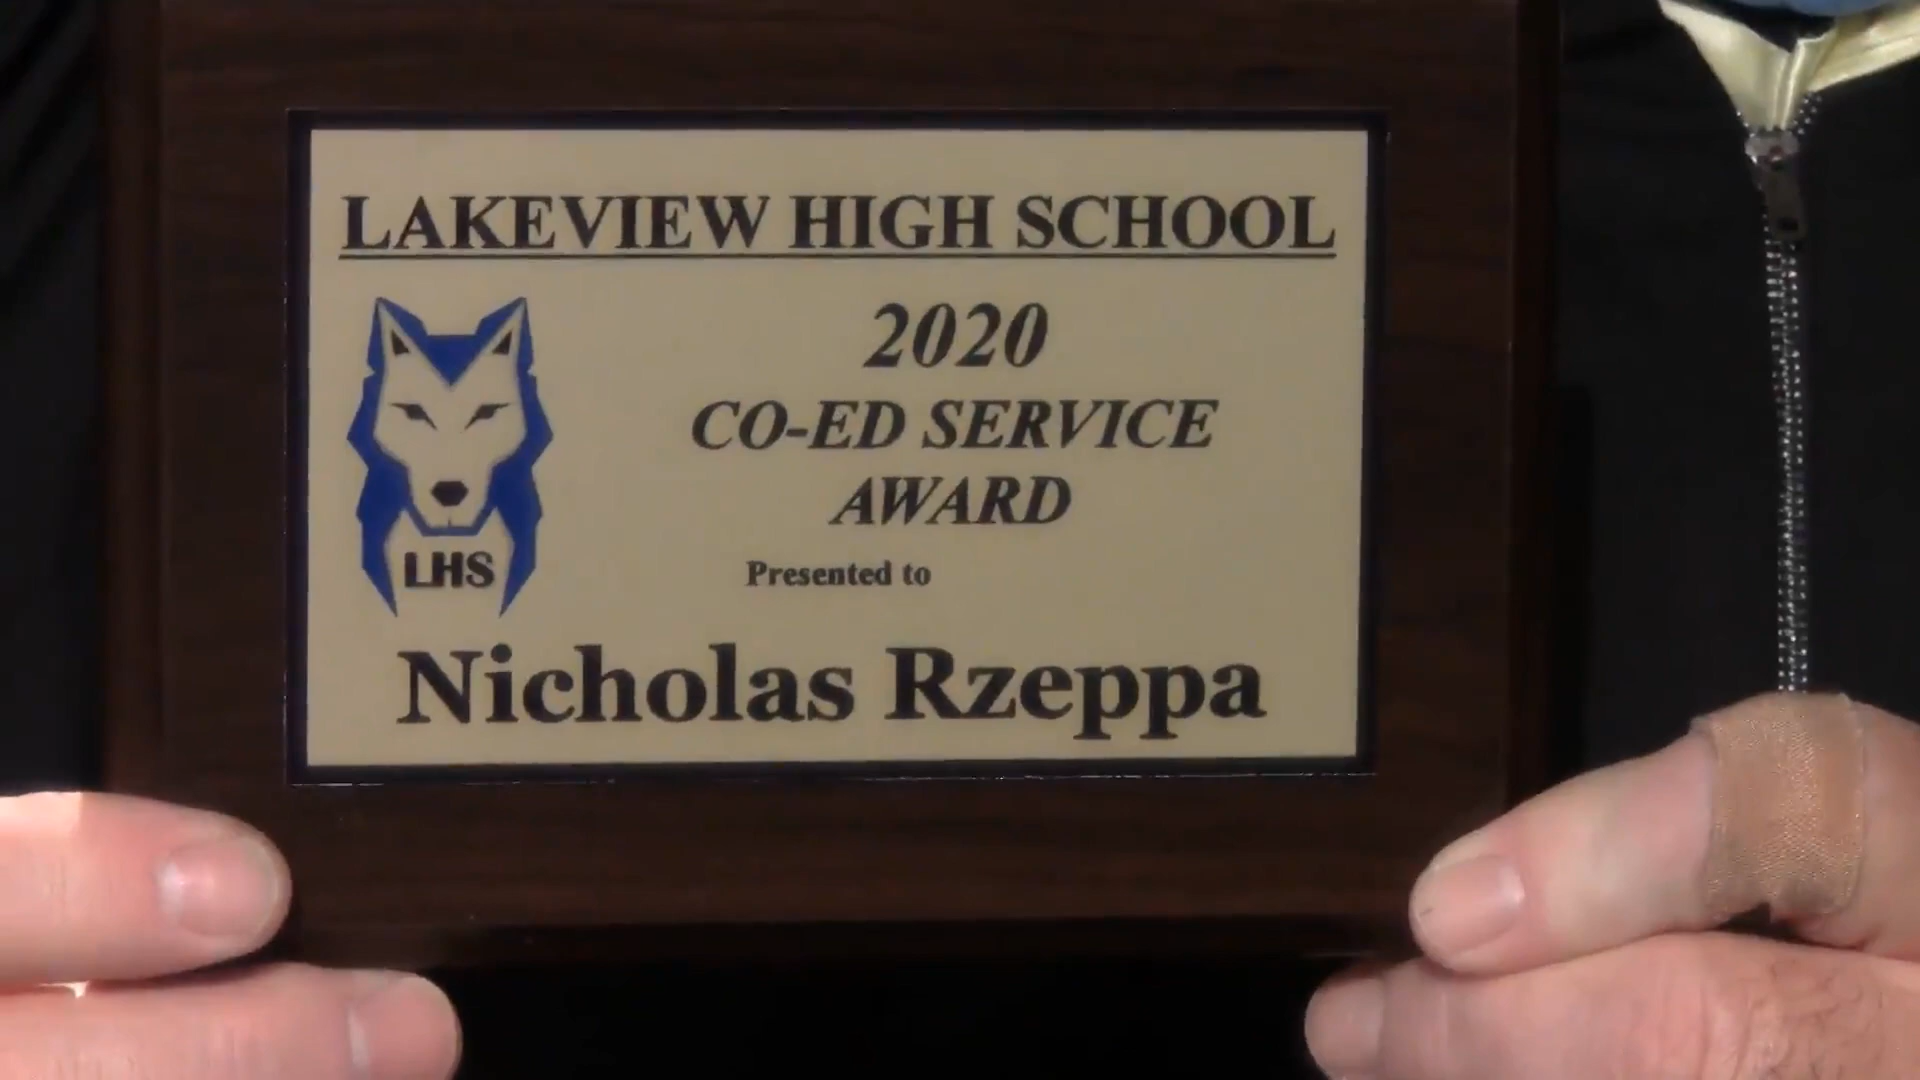 LAKEVIEW HIGH SCHOOL
2020
CO-ED SERVICE
AWARD
Presented to
LHS
Nicholas Rzeppa